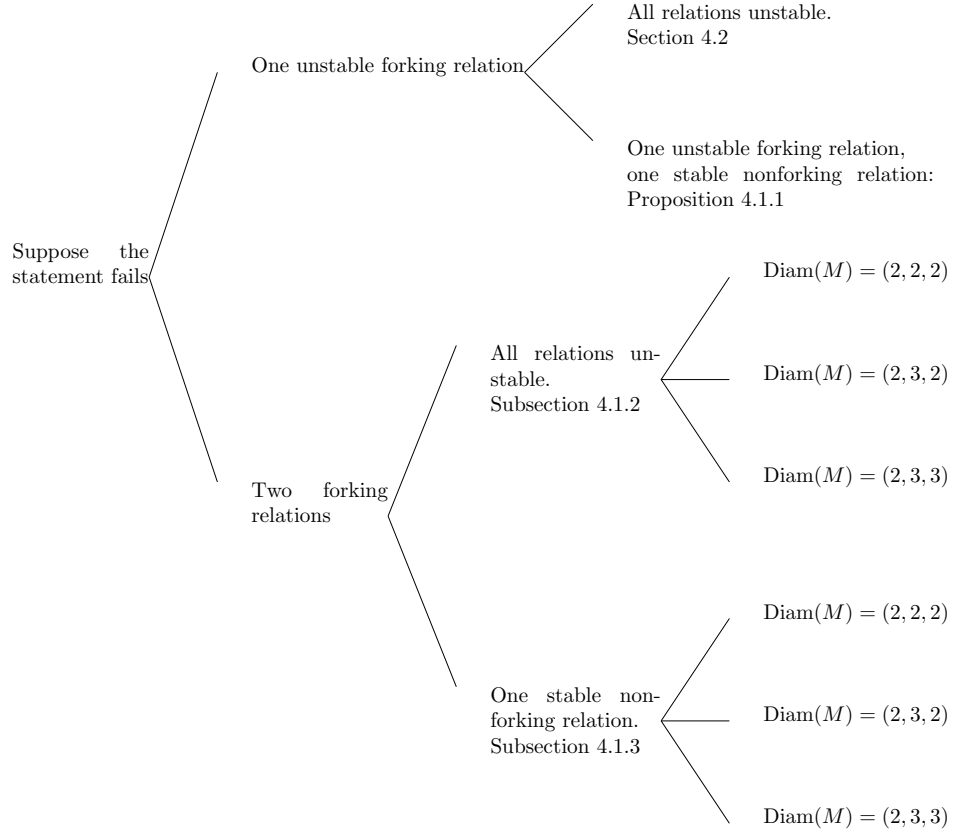 All relations unstable.
Section 4.2
One unstable forking relation
One unstable forking relation,
one stable nonforking relation:
Proposition 4.1.1
Suppose the
statement fails
Diam(M) = (2, 2, 2)
All relations un-
stable.
Subsection 4.1.2
Diam(M) = (2, 3, 2)
Diam(M) = (2, 3, 3)
Two forking
relations
Diam(M) = (2, 2, 2)
One stable non-
forking relation.
Subsection 4.1.3
Diam(M) = (2, 3, 2)
Diam(M) = (2, 3, 3)